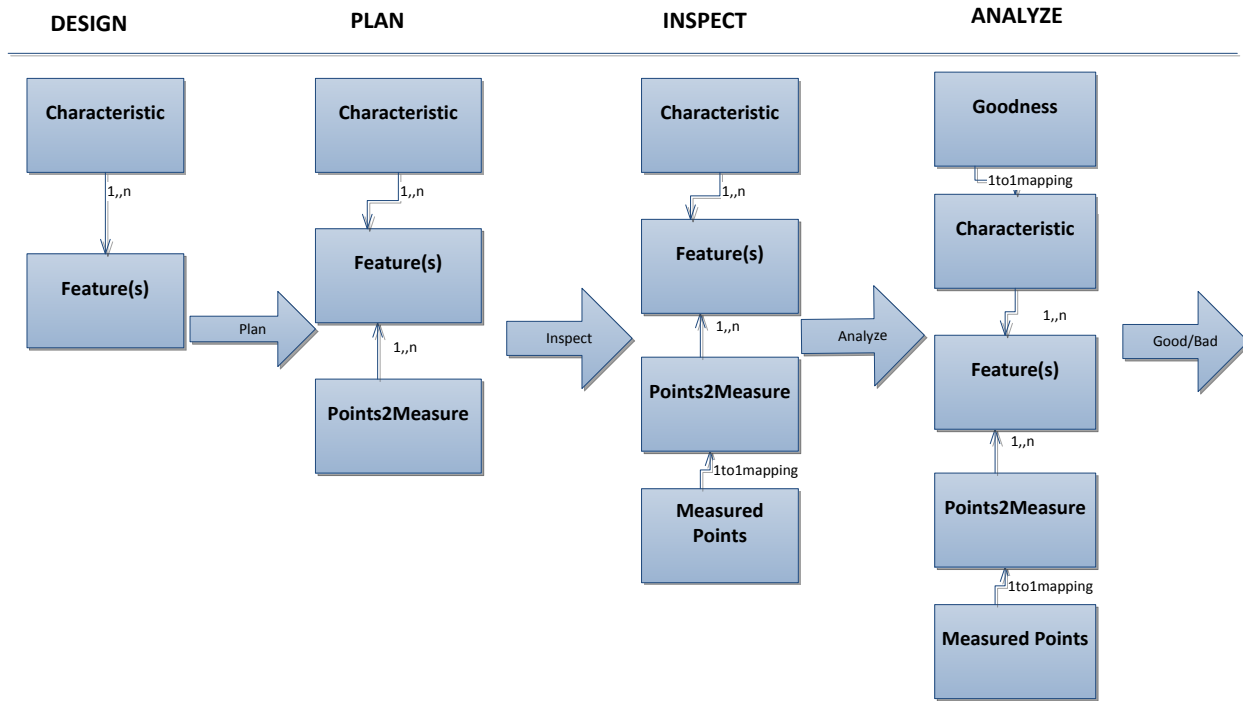 DESIGN
PLAN
INSPECT
ANALYZE
Characteristic
1,,n
Feature(s)
Plan
Characteristic
1,,n
Feature(s)
1,,n
Points2Measure
Inspect
Characteristic
1,,n
Feature(s)
1,,n
Points2Measure
1to1mapping
Measured
Points
Analyze
Goodness
1to1mapping
Characteristic
1,,n
Feature(s)
1,,n
Points2Measure
1to1mapping
Measured Points
Good/Bad